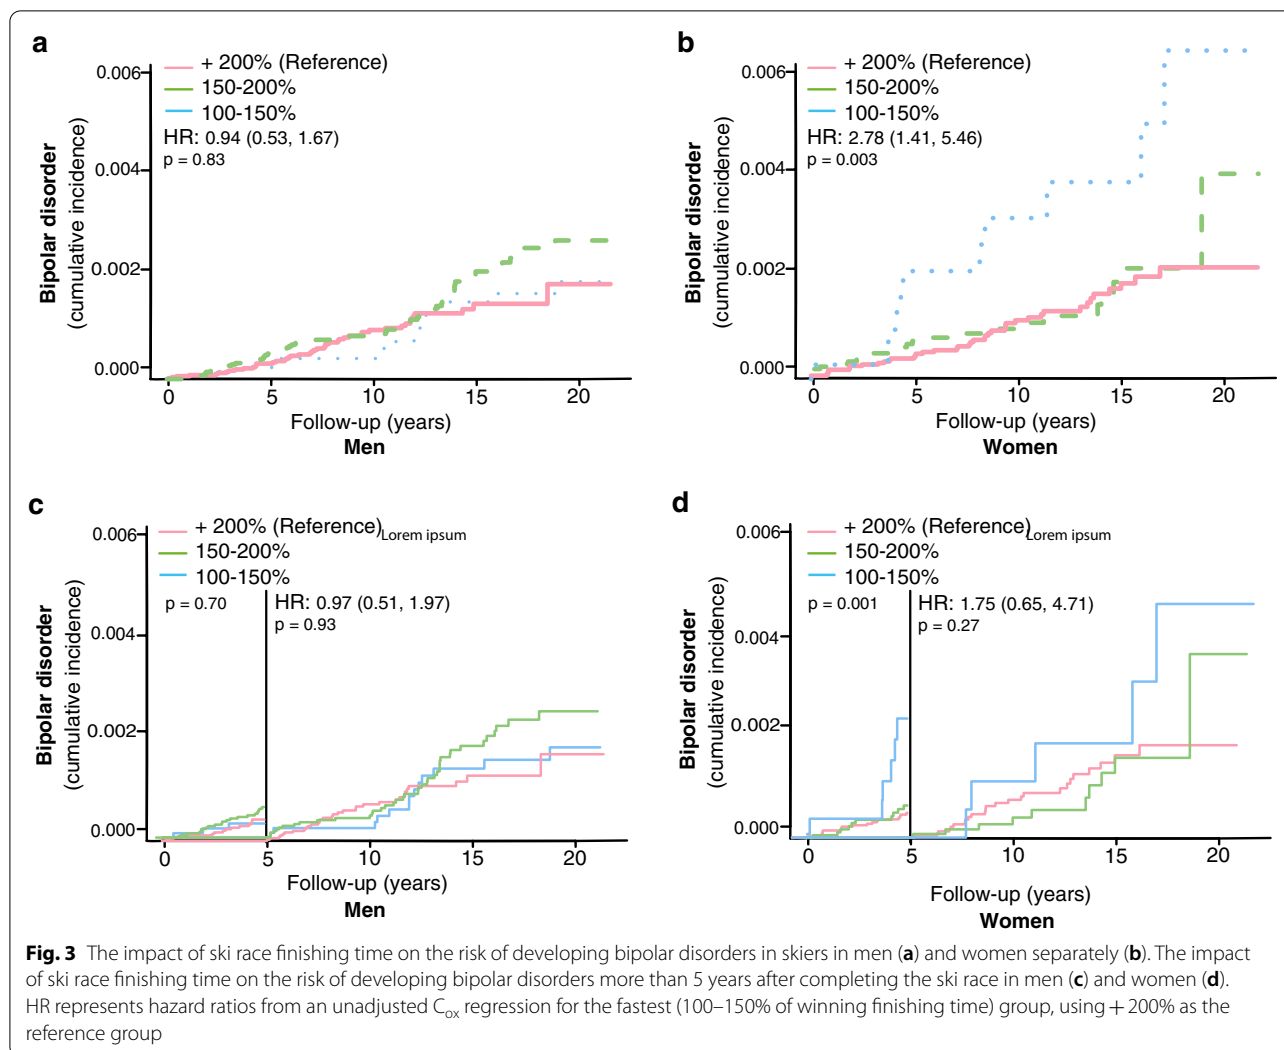 a
+ 200% (Reference)
150-200%
100-150%
HR: 0.94 (0.53, 1.67)
p = 0.83
0.006
0.004
0.002
0.000
Bipolar disorder
(cumulative incidence)
0 5 10 15 20
Follow-up (years)
Men
b
+ 200% (Reference)
150-200%
100-150%
HR: 2.78 (1.41, 5.46)
p = 0.003
0.006
0.004
0.002
0.000
Bipolar disorder
(cumulative incidence)
0 5 10 15 20
Follow-up (years)
Women
c
+ 200% (Reference) Lorem ipsum
150-200%
100-150%
p = 0.70
HR: 0.97 (0.51, 1.97)
p = 0.93
0.006
0.004
0.002
0.000
Bipolar disorder
(cumulative incidence)
0 5 10 15 20
Follow-up (years)
Men
d
+ 200% (Reference) Lorem ipsum
150-200%
100-150%
p = 0.001
HR: 1.75 (0.65, 4.71)
p = 0.27
0.006
0.004
0.002
0.000
Bipolar disorder
(cumulative incidence)
0 5 10 15 20
Follow-up (years)
Women
Fig. 3 The impact of ski race finishing time on the risk of developing bipolar disorders in skiers in men (a) and women separately (b). The impact
of ski race finishing time on the risk of developing bipolar disorders more than 5 years after completing the ski race in men (c) and women (d).
HR represents hazard ratios from an unadjusted Cox regression for the fastest (100–150% of winning finishing time) group, using + 200% as the
reference group